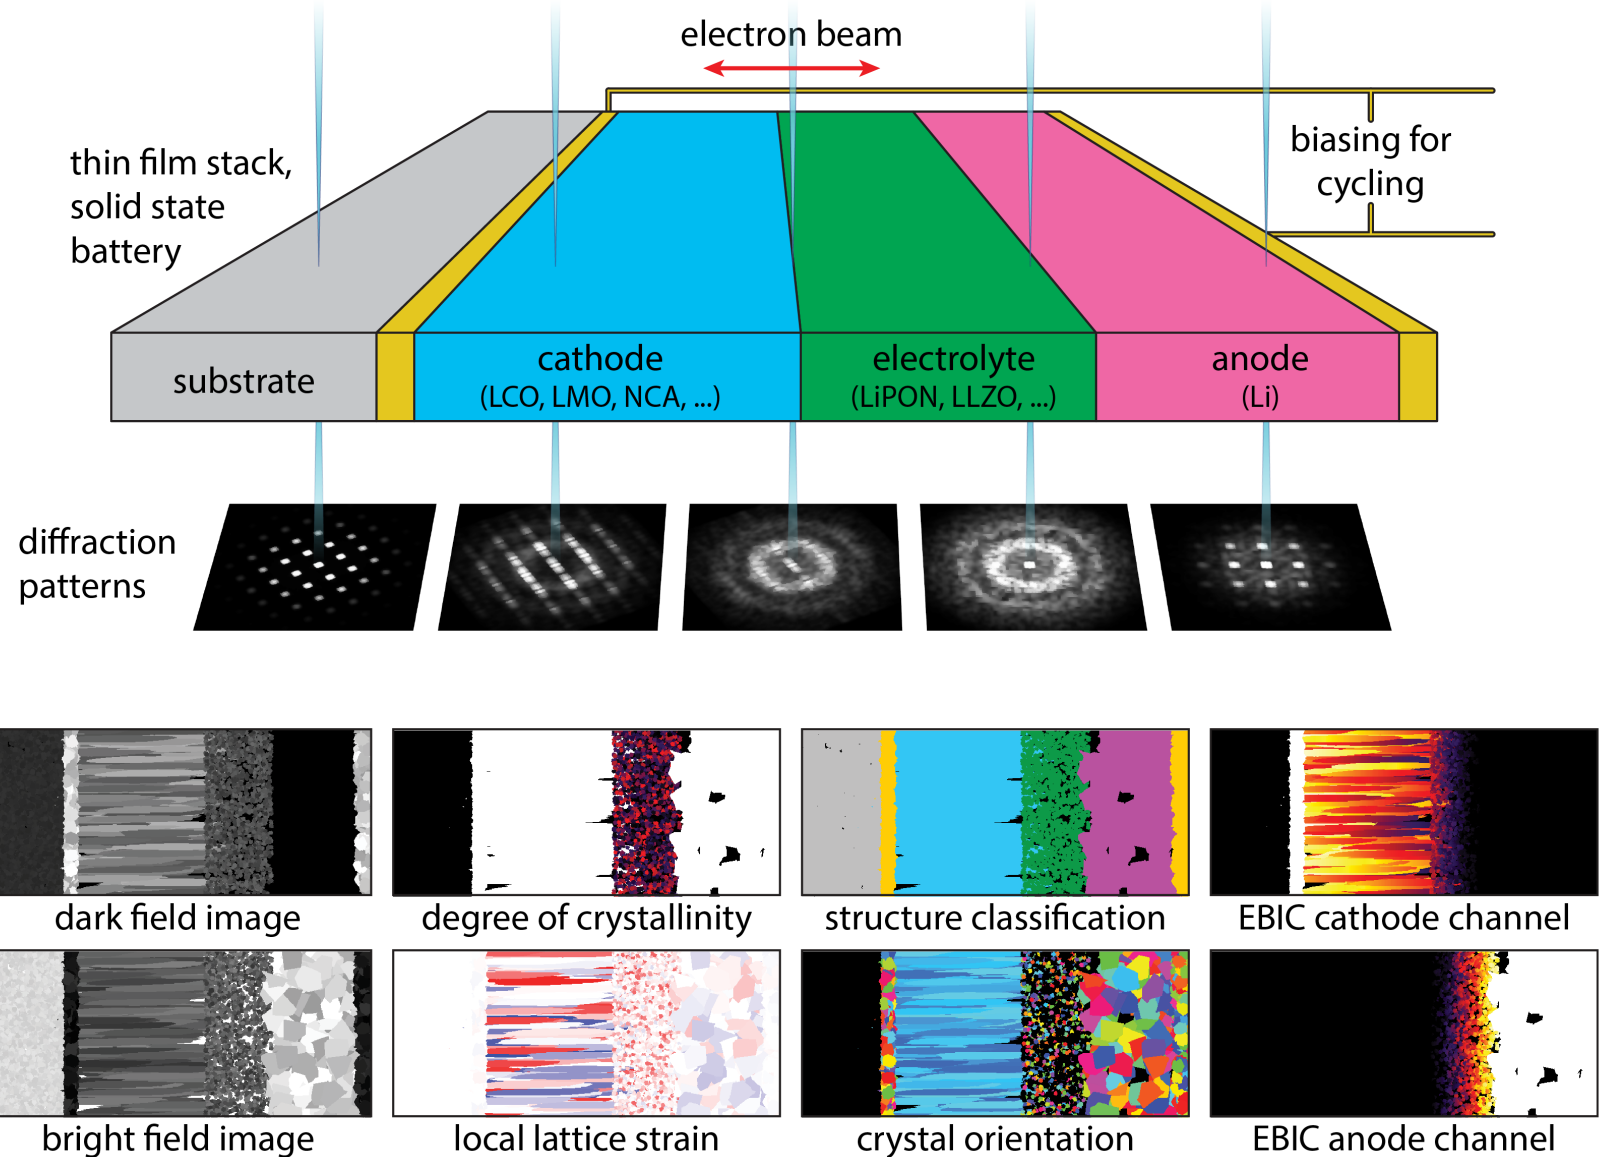 electron beam
biasing for
cycling
thin film stack,
solid state
battery
substrate
cathode
(LCO, LMO, NCA, ...)
electrolyte
(LiPON, LLZO, ...)
anode
(Li)
diffraction
patterns
dark field image
degree of crystallinity
structure classification
EBIC cathode channel
bright field image
local lattice strain
crystal orientation
EBIC anode channel